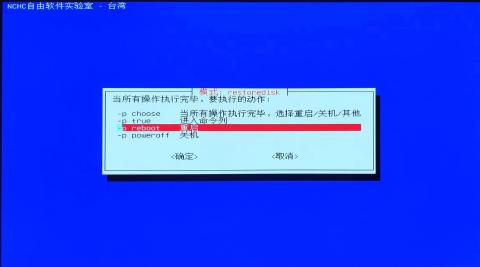 NCHC自由软件实验室 - 台湾
模式: restoredisk
当所有操作执行完毕，要执行的动作:
-p choose 当所有操作执行完毕，选择重启/关机/其他
-p true 进入命令列
-p reboot 重启
-p poweroff 关机
<确定> <取消>